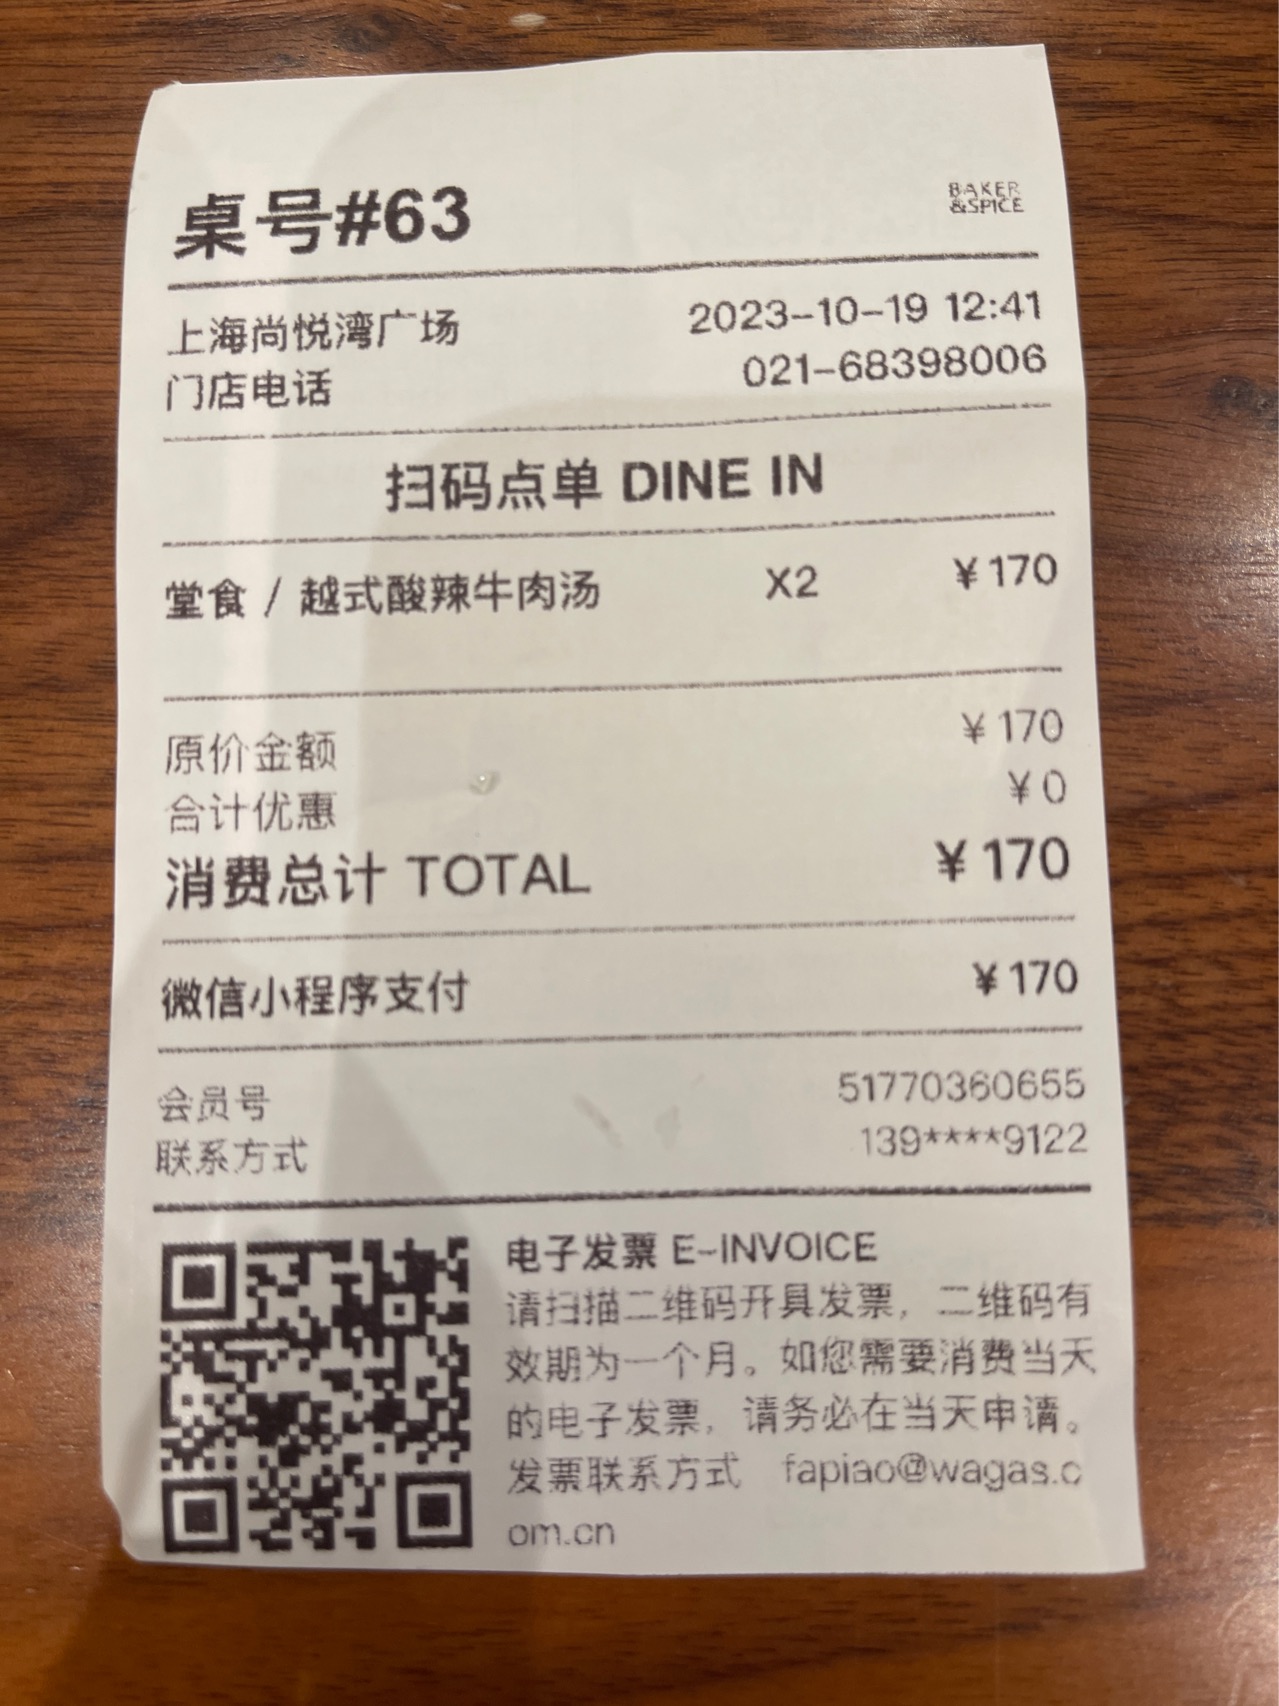 桌号#63
BAKER
&SPICE
上海尚悦湾广场 2023-10-19 12:41
门店电话 021-68398006
扫码点单 DINE IN
堂食 / 越式酸辣牛肉汤 X2 ¥170
原价金额 ¥170
合计优惠 ¥0
消费总计 TOTAL ¥170
微信小程序支付 ¥170
会员号 51770360655
联系方式 139****9122
电子发票 E-INVOICE
请扫描二维码开具发票，二维码有
效期为一个月。如您需要消费当天
的电子发票，请务必在当天申请。
发票联系方式 fapiao@wagas.c
om.cn